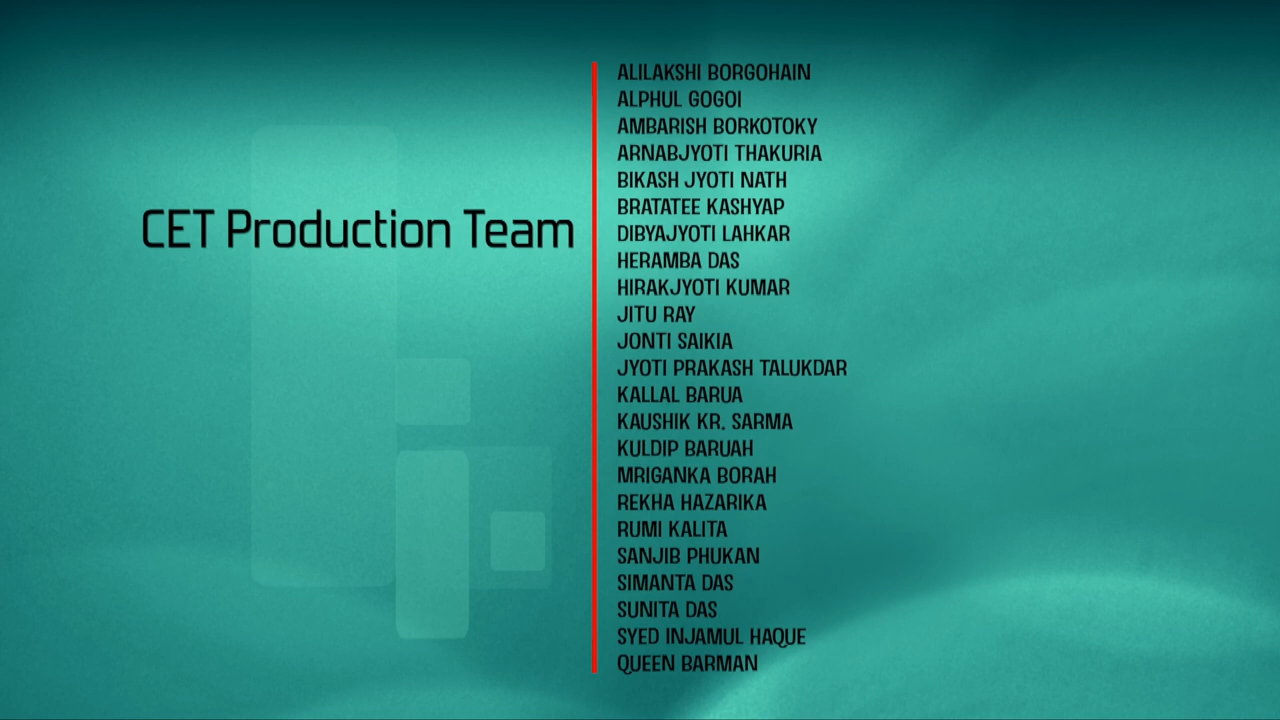 CET Production Team
ALILAKSHI BORGOHAIN
ALPHUL GOGOI
AMBARISH BORKOTOKY
ARNABJYOTI THAKURIA
BIKASH JYOTI NATH
BRATATEE KASHYAP
DIBYAJYOTI LAHKAR
HERAMBA DAS
HIRAKJYOTI KUMAR
JITU RAY
JONTI SAIKIA
JYOTI PRAKASH TALUKDAR
KALLAL BARUA
KAUSHIK KR. SARMA
KULDIP BARUAH
MRIGANKA BORAH
REKHA HAZARIKA
RUMI KALITA
SANJIB PHUKAN
SIMANTA DAS
SUNITA DAS
SYED INJAMUL HAQUE
QUEEN BARMAN